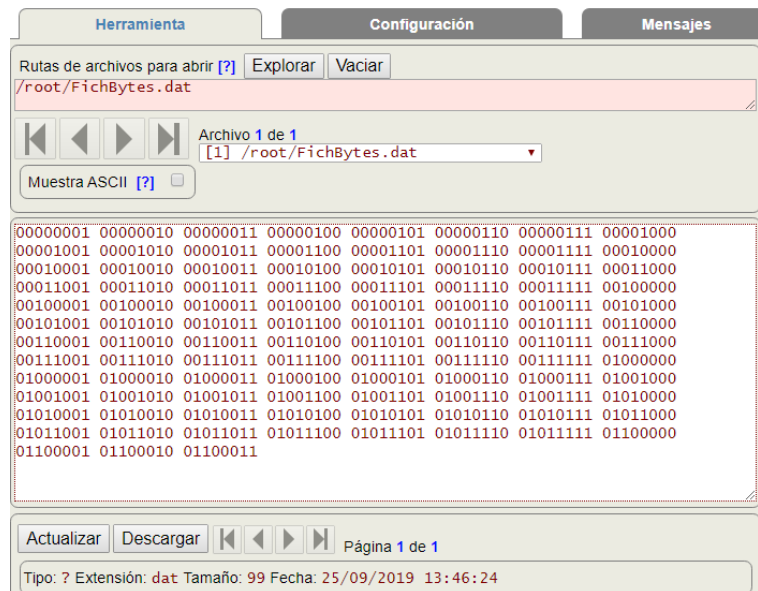 Herramienta Configuración Mensajes
Rutas de archivos para abrir [?] Explorar Vaciar
/root/FichBytes.dat
Archivo 1 de 1
[1] /root/FichBytes.dat
Muestra ASCII [?]
00000001 00000010 00000011 00000100 00000101 00000110 00000111 00001000
00001001 00001010 00001011 00001100 00001101 00001110 00001111 00010000
00010001 00010010 00010011 00010100 00010101 00010110 00010111 00011000
00011001 00011010 00011011 00011100 00011101 00011110 00011111 00100000
00100001 00100010 00100011 00100100 00100101 00100110 00100111 00101000
00101001 00101010 00101011 00101100 00101101 00101110 00101111 00110000
00110001 00110010 00110011 00110100 00110101 00110110 00110111 00111000
00111001 00111010 00111011 00111100 00111101 00111110 00111111 01000000
01000001 01000010 01000011 01000100 01000101 01000110 01000111 01001000
01001001 01001010 01001011 01001100 01001101 01001110 01001111 01010000
01010001 01010010 01010011 01010100 01010101 01010110 01010111 01011000
01011001 01011010 01011011 01011100 01011101 01011110 01011111 01100000
01100001 01100010 01100011
Actualizar Descargar Página 1 de 1
Tipo: ? Extensión: dat Tamaño: 99 Fecha: 25/09/2019 13:46:24